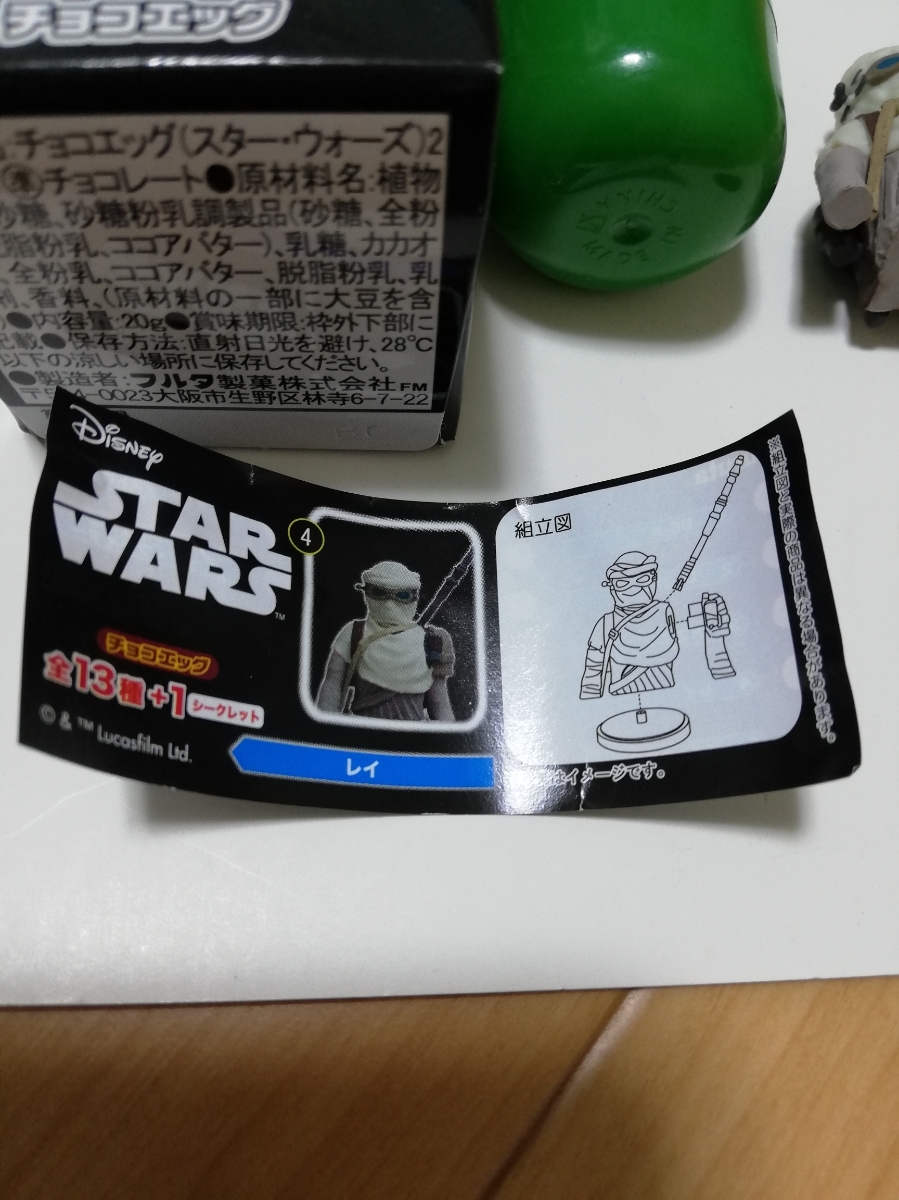 チョコエッグ
チョコエッグ(スター・ウォーズ)2
準チョコレート●原材料名:植物
砂糖、砂糖粉乳調製品(砂糖、全粉
脂粉乳、ココアバター)、乳糖、カカオ
、全粉乳、ココアバター、脱脂粉乳、乳
剤、香料、(原材料の一部に大豆を含
)●内容量:20g●賞味期限:枠外下部に
記載●保存方法:直射日光を避け、28℃
以下の涼しい場所に保存してください。
●製造者:フルタ製菓株式会社FM
-0023大阪市生野区林寺6-7-22
MADE IN
Disney
STAR
WARS™
4
チョコエッグ
全13種+1シークレット
© & ™ Lucasfilm Ltd.
レイ
組立図
はイメージです。
※組立図と実際の商品は異なる場合があります。